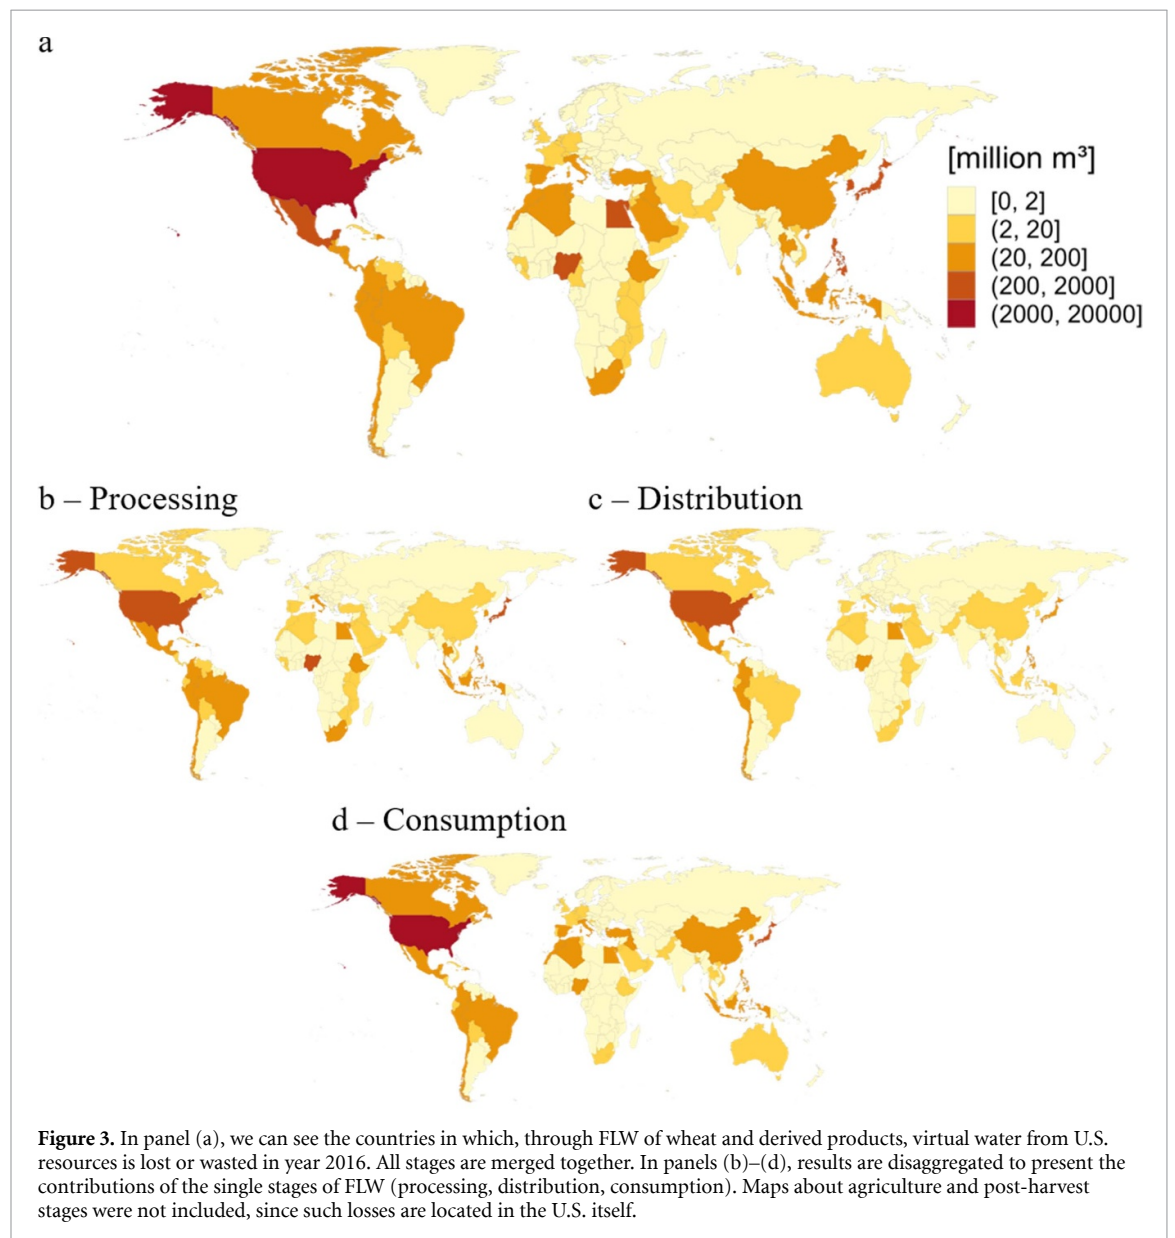 a
[million m³]
[0, 2]
(2, 20]
(20, 200]
(200, 2000]
(2000, 20000]
b – Processing
c – Distribution
d – Consumption
Figure 3. In panel (a), we can see the countries in which, through FLW of wheat and derived products, virtual water from U.S.
resources is lost or wasted in year 2016. All stages are merged together. In panels (b)–(d), results are disaggregated to present the
contributions of the single stages of FLW (processing, distribution, consumption). Maps about agriculture and post-harvest
stages were not included, since such losses are located in the U.S. itself.